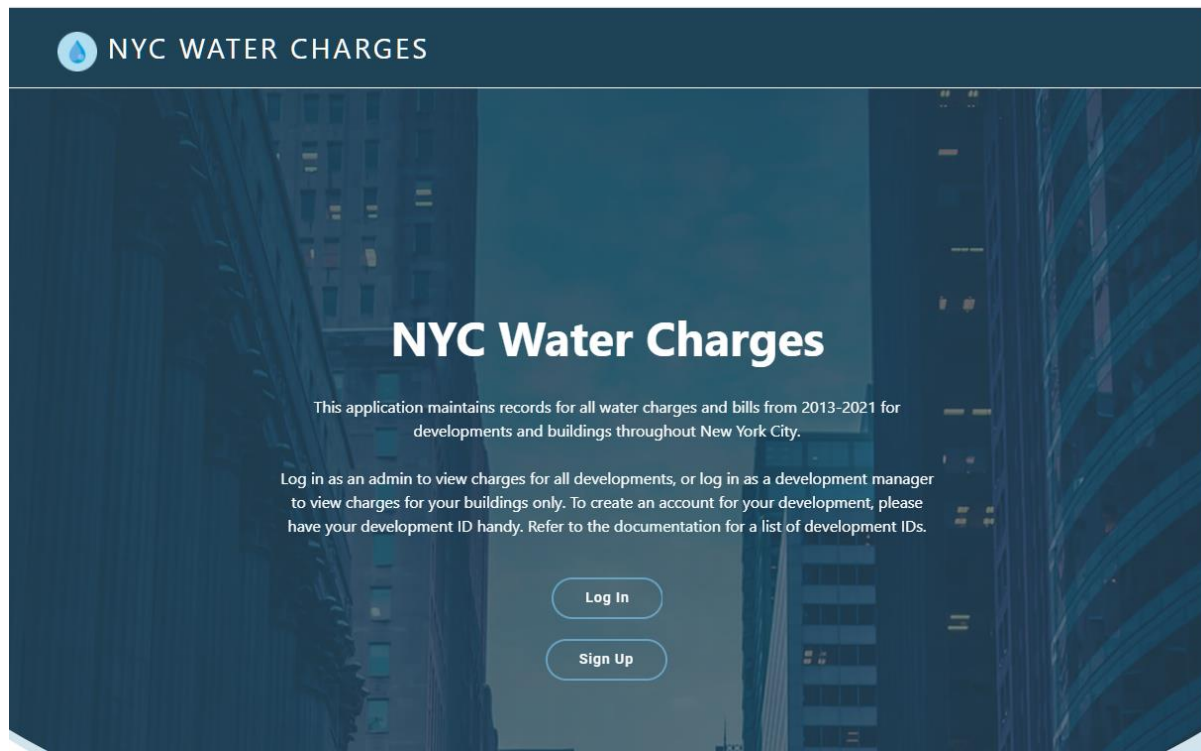 NYC WATER CHARGES
NYC Water Charges
This application maintains records for all water charges and bills from 2013-2021 for
developments and buildings throughout New York City.
Log in as an admin to view charges for all developments, or log in as a development manager
to view charges for your buildings only. To create an account for your development, please
have your development ID handy. Refer to the documentation for a list of development IDs.
Log In
Sign Up